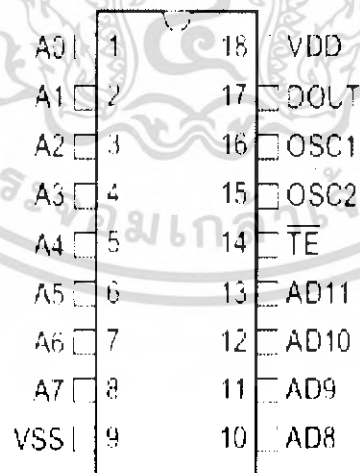 A0 1 18 VDD
A1 2 17 DOUT
A2 3 16 OSC1
A3 4 15 OSC2
A4 5 14 TE
A5 6 13 AD11
A6 7 12 AD10
A7 8 11 AD9
VSS 9 10 AD8